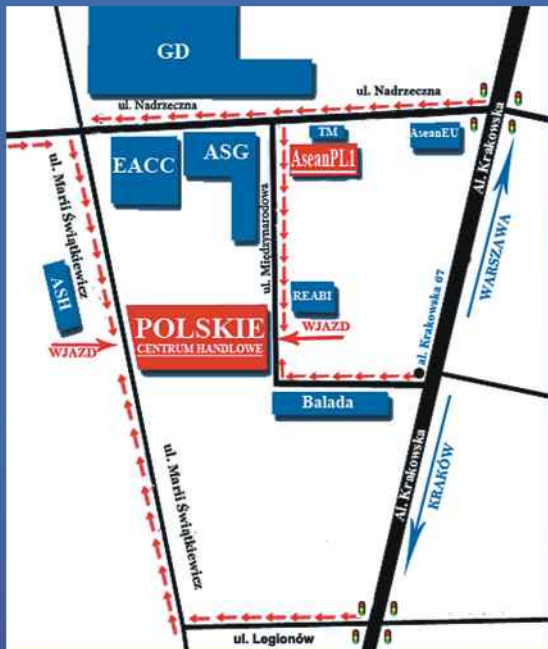 GD
ul. Nadrzeczna
ul. Nadrzeczna
EACC
ASG
TM
AseanPL1
AseanEU
Al. Krakowska
WARSZAWA
ul. Marii Świątkiewicz
ul. Międzynarodowa
ASH
REABI
al. Krakowska 67
WJAZD
POLSKIE
CENTRUM HANDLOWE
WJAZD
Balada
ul. Marii Świątkiewicz
Al. Krakowska
KRAKÓW
ul. Legionów